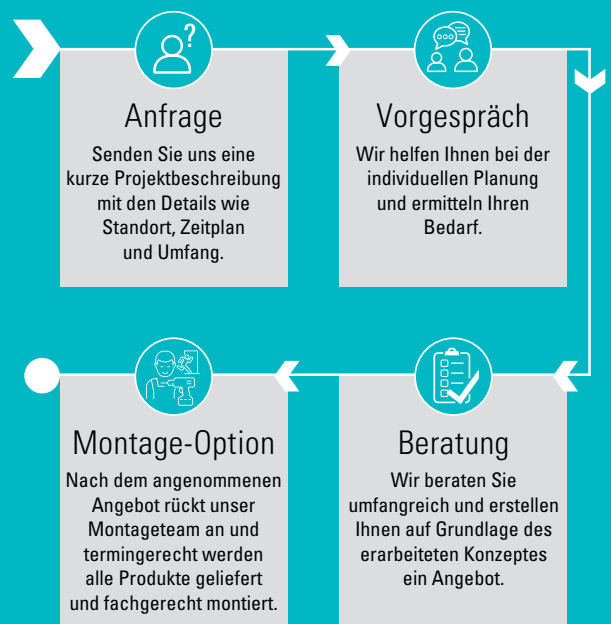 ?
Anfrage
Senden Sie uns eine
kurze Projektbeschreibung
mit den Details wie
Standort, Zeitplan
und Umfang.
Vorgespräch
Wir helfen Ihnen bei der
individuellen Planung
und ermitteln Ihren
Bedarf.
Beratung
Wir beraten Sie
umfangreich und erstellen
Ihnen auf Grundlage des
erarbeiteten Konzeptes
ein Angebot.
Montage-Option
Nach dem angenommenen
Angebot rückt unser
Montageteam an und
termingerecht werden
alle Produkte geliefert
und fachgerecht montiert.